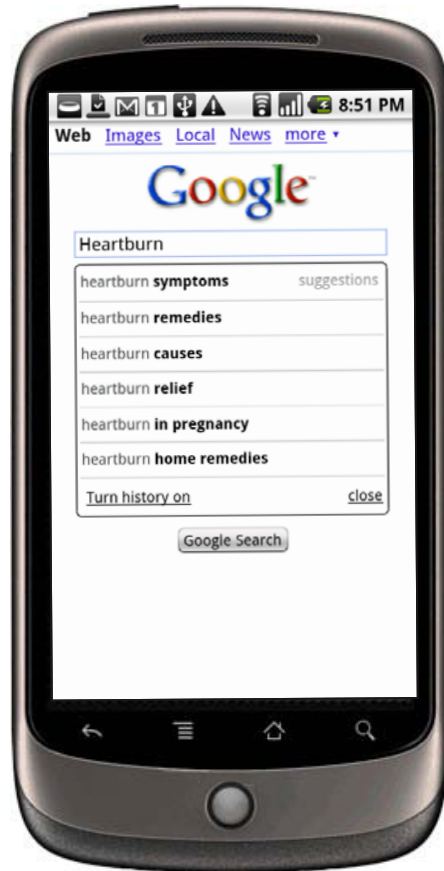 8:51 PM
Web Images Local News more ▾
Google™
Heartburn
heartburn symptoms suggestions
heartburn remedies
heartburn causes
heartburn relief
heartburn in pregnancy
heartburn home remedies
Turn history on close
Google Search